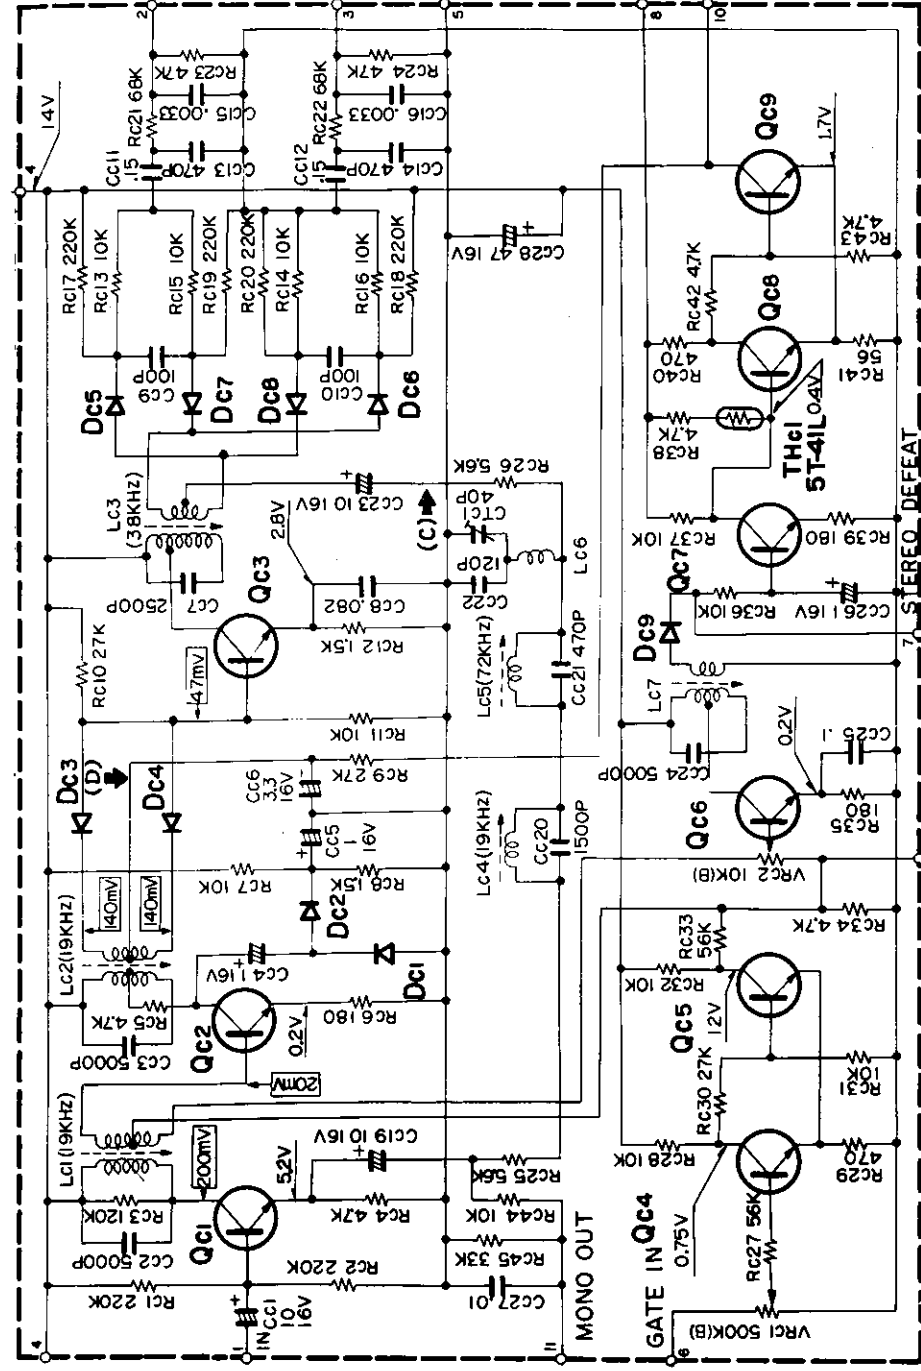 4
14V
2
3
5
8
10
RC17 220K
RC13 10K
CC11
.15
RC21 68K
RC23 47K
CC15 .0033
CC13 470P
RC15 10K
RC19 220K
RC20 220K
RC14 10K
CC12
.15
RC22 68K
RC24 47K
CC16 .0033
CC14 470P
RC16 10K
RC18 220K
CC28 47 16V
DC5
CC9
100P
DC7
DC8
CC10
100P
DC6
LC3
(38KHz)
CC7
2500P
CC23 10 16V
RC26 5.6K
RC10 27K
QC3
2.8V
CC8 .082
RC12 1.5K
47mV
RC11 10K
(C)
CTC1
40P
120P
CC22
LC6
LC5(72KHz)
CC21 470P
DC3
(D)
DC4
CC6
3.3
16V
RC9 27K
CC5
1
16V
RC7 10K
RC8 1.5K
LC4(19KHz)
CC20
1500P
LC2(19KHz)
140mV
140mV
CC3 5000P
RC5 4.7K
CC4 1 16V
DC2
DC1
QC2
0.2V
RC6 180
20mV
LC1(19KHz)
CC2 5000P
RC3 120K
200mV
QC1
5.2V
CC19 10 16V
RC4 4.7K
RC25 5.6K
RC44 10K
RC45 33K
CC27 .01
RC1 220K
RC2 220K
4
1
IN
CC1
10
16V
11
MONO OUT
QC9
1.7V
RC43
4.7K
RC42 4.7K
QC8
RC40
470
RC41
56
RC38
4.7K
THC1
5T-41L
0.4V
RC37 10K
QC7
RC39 180
RC36 10K
CC26 1 16V
DC9
LC7
CC24 5000P
0.2V
CC25 .1
QC6
RC35
180
VRC2 10K(B)
7
STEREO DEFEAT
RC33
56K
RC34 4.7K
RC32 10K
QC5
1.2V
RC30 27K
RC31
10K
RC28 10K
QC4
0.75V
RC29
470
RC27 56K
GATE IN
VRC1 500K(B)
6